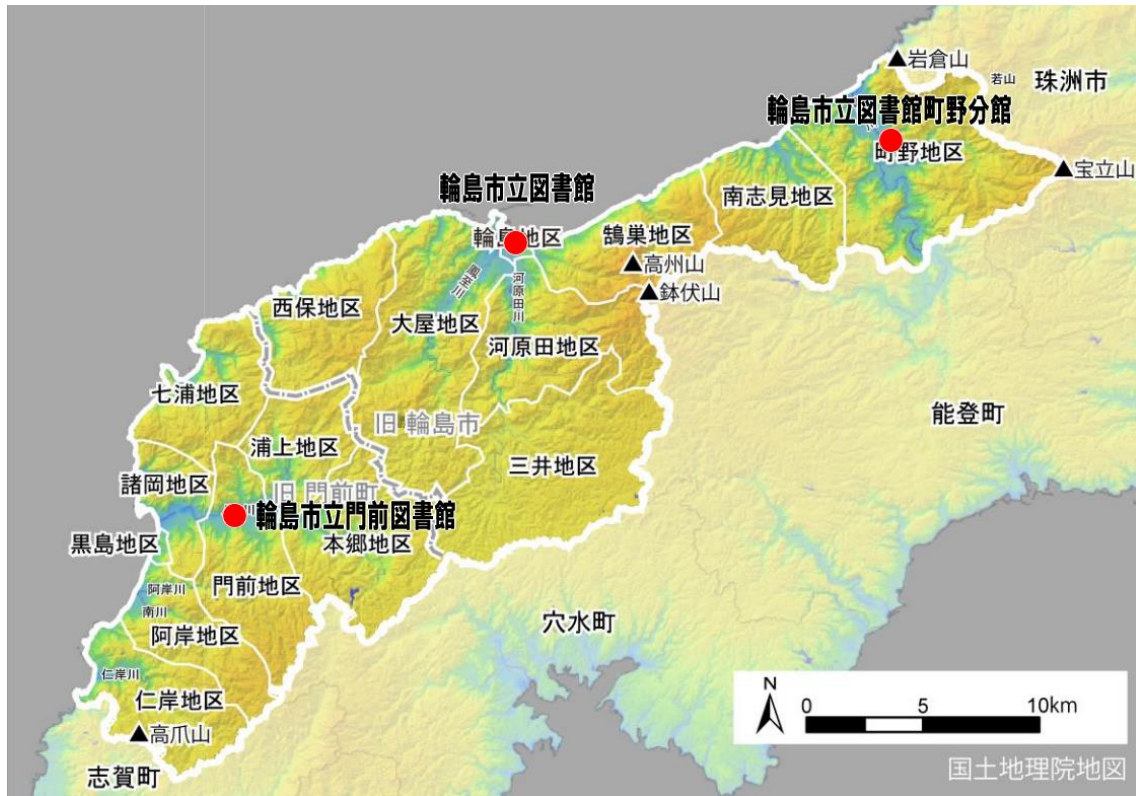 岩倉山
若山
珠洲市
輪島市立図書館町野分館
町野地区
宝立山
輪島市立図書館
南志見地区
輪島地区
鵠巣地区
高州山
鉢伏山
河原田川
西保地区
大屋地区
河原田地区
七浦地区
旧 輪島市
能登町
浦上地区
三井地区
諸岡地区
旧 門前町
輪島市立門前図書館
黒島地区
本郷地区
阿岸川
門前地区
南川
穴水町
阿岸地区
仁岸川
仁岸地区
高爪山
志賀町
N
0 5 10km
国土地理院地図